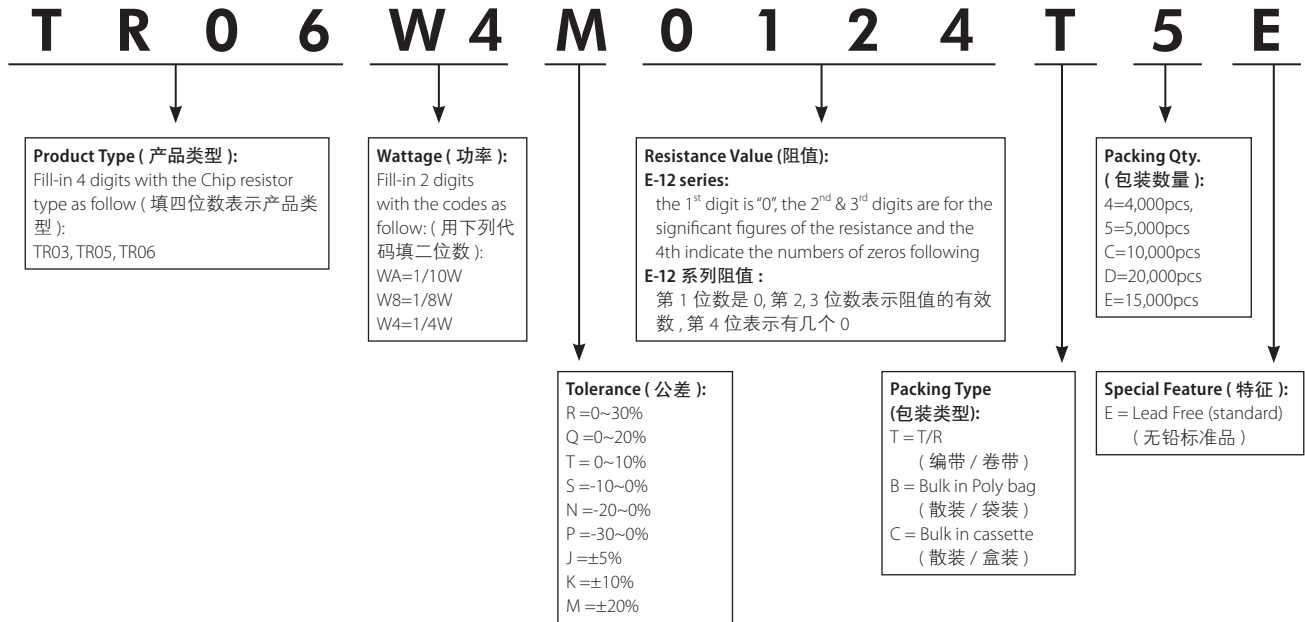 T R 0 6 W 4 M 0 1 2 4 T 5 E
Product Type ( 产品类型 ):
Fill-in 4 digits with the Chip resistor
type as follow ( 填四位数表示产品类
型 ):
TR03, TR05, TR06
Wattage ( 功率 ):
Fill-in 2 digits
with the codes as
follow: ( 用下列代
码填二位数 ):
WA=1/10W
W8=1/8W
W4=1/4W
Resistance Value (阻值):
E-12 series:
the 1st digit is “0”, the 2nd & 3rd digits are for the
significant figures of the resistance and the
4th indicate the numbers of zeros following
E-12 系列阻值 :
第 1 位数是 0, 第 2, 3 位数表示阻值的有效
数 , 第 4 位表示有几个 0
Packing Qty.
( 包装数量 ):
4=4,000pcs,
5=5,000pcs
C=10,000pcs
D=20,000pcs
E=15,000pcs
Tolerance ( 公差 ):
R =0~30%
Q =0~20%
T = 0~10%
S =-10~0%
N =-20~0%
P =-30~0%
J =±5%
K =±10%
M =±20%
Packing Type
(包装类型):
T = T/R
( 编带 / 卷带 )
B = Bulk in Poly bag
( 散装 / 袋装 )
C = Bulk in cassette
( 散装 / 盒装 )
Special Feature ( 特征 ):
E = Lead Free (standard)
( 无铅标准品 )